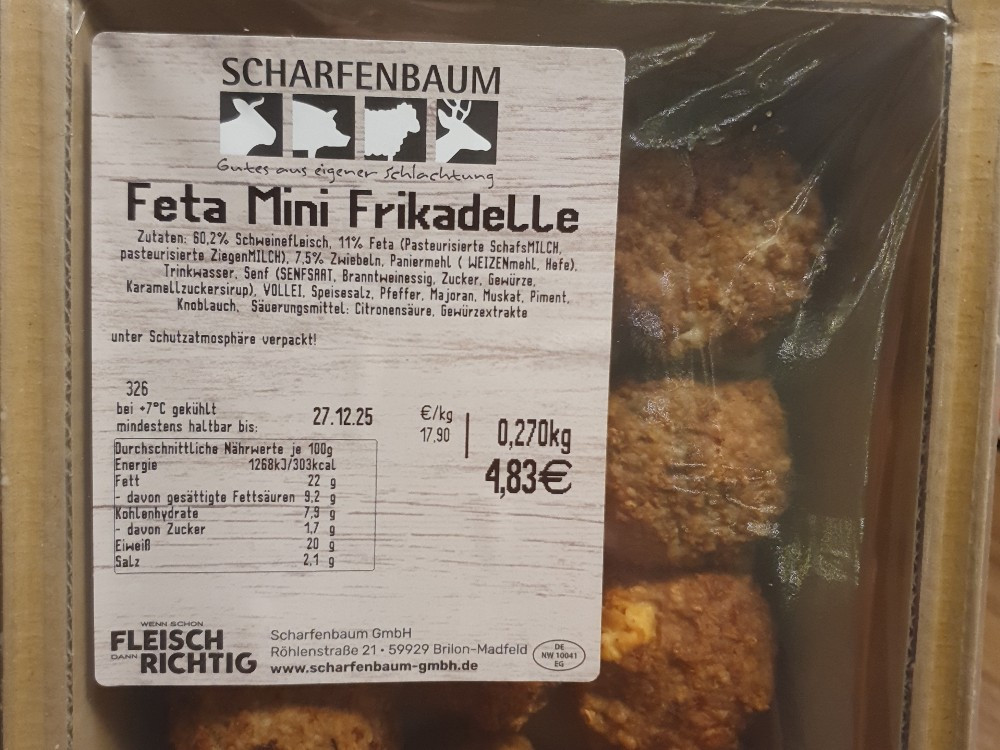 SCHARFENBAUM
Gutes aus eigener Schlachtung
Feta Mini Frikadelle
Zutaten: 60,2% Schweinefleisch, 11% Feta (Pasteurisierte SchafsMILCH,
pasteurisierte ZiegenMILCH), 7,5% Zwiebeln, Paniermehl ( WEIZENmehl, Hefe),
Trinkwasser, Senf (SENFSAAT, Branntweinessig, Zucker, Gewürze,
Karamellzuckersirup), VOLLEI, Speisesalz, Pfeffer, Majoran, Muskat, Piment,
Knoblauch, Säuerungsmittel: Citronensäure, Gewürzextrakte
unter Schutzatmosphäre verpackt!
326
bei +7°C gekühlt
mindestens haltbar bis: 27.12.25
€/kg
17,90
0,270kg
4,83€
Durchschnittliche Nährwerte je 100g
Energie 1268kJ/303kcal
Fett 22 g
- davon gesättigte Fettsäuren 9,2 g
Kohlenhydrate 7,9 g
- davon Zucker 1,7 g
Eiweiß 20 g
Salz 2,1 g
WENN SCHON
FLEISCH
DANN RICHTIG
Scharfenbaum GmbH
Röhlenstraße 21 • 59929 Brilon-Madfeld
www.scharfenbaum-gmbh.de
DE
NW 10041
EG